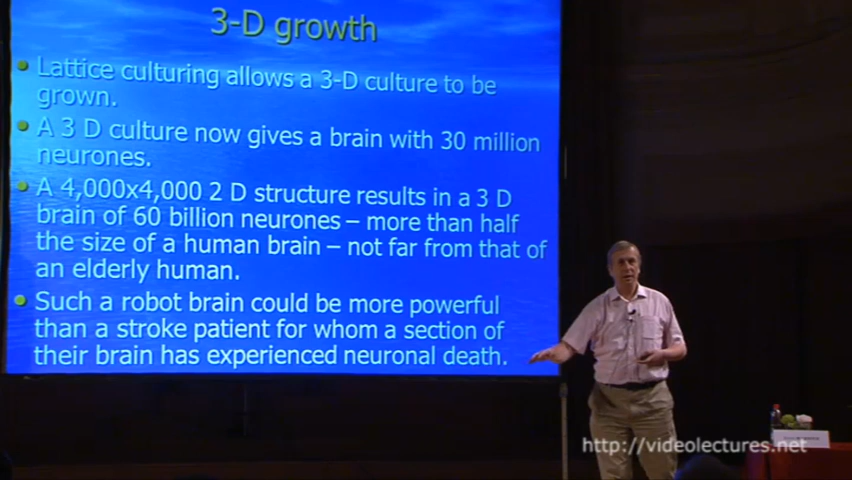 3-D growth
Lattice culturing allows a 3-D culture to be
grown.
A 3 D culture now gives a brain with 30 million
neurones.
A 4,000x4,000 2 D structure results in a 3 D
brain of 60 billion neurones – more than half
the size of a human brain – not far from that of
an elderly human.
Such a robot brain could be more powerful
than a stroke patient for whom a section of
their brain has experienced neuronal death.
http://videolectures.net